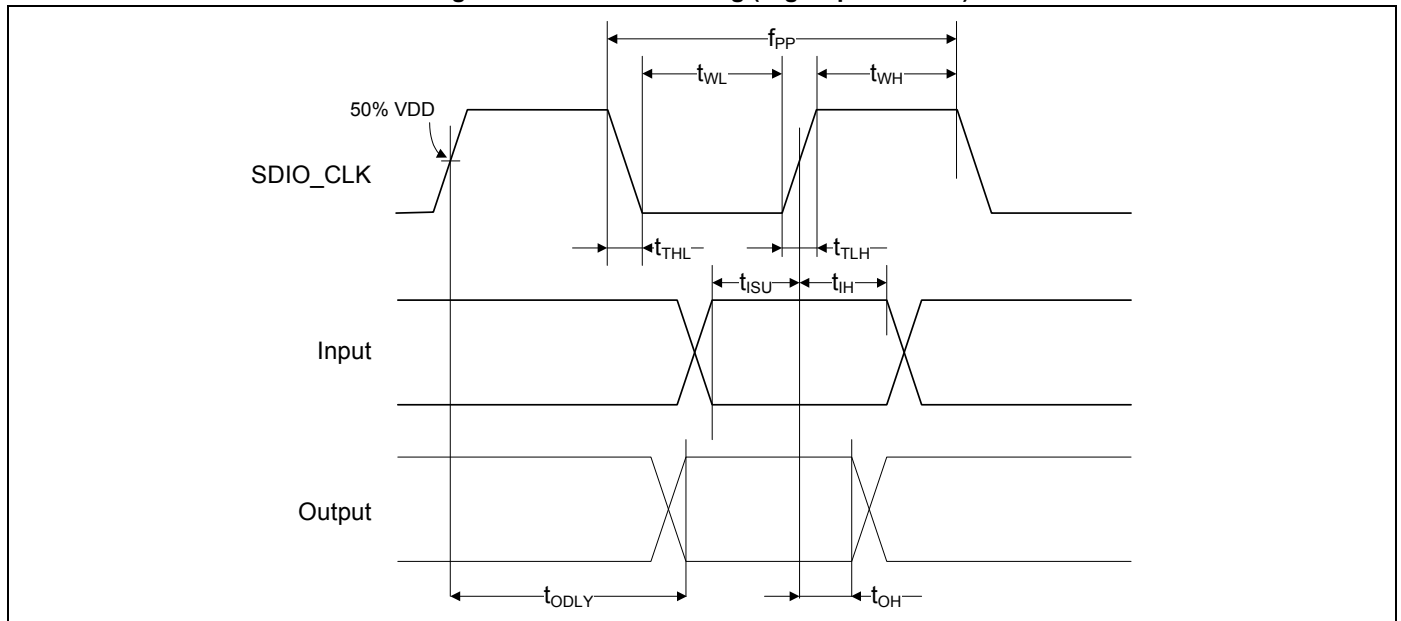 fPP
tWL
tWH
50% VDD
SDIO_CLK
tTHL
tTLH
tISU
tIH
Input
Output
tODLY
tOH